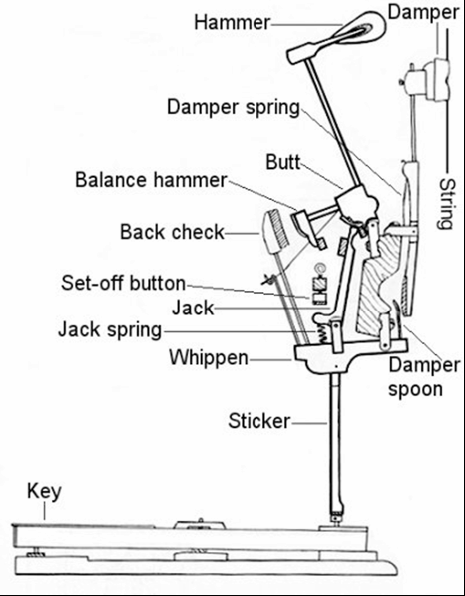 Damper
Hammer
Damper spring
Butt
Balance hammer
String
Back check
Set-off button
Jack
Jack spring
Whippen
Damper
spoon
Sticker
Key